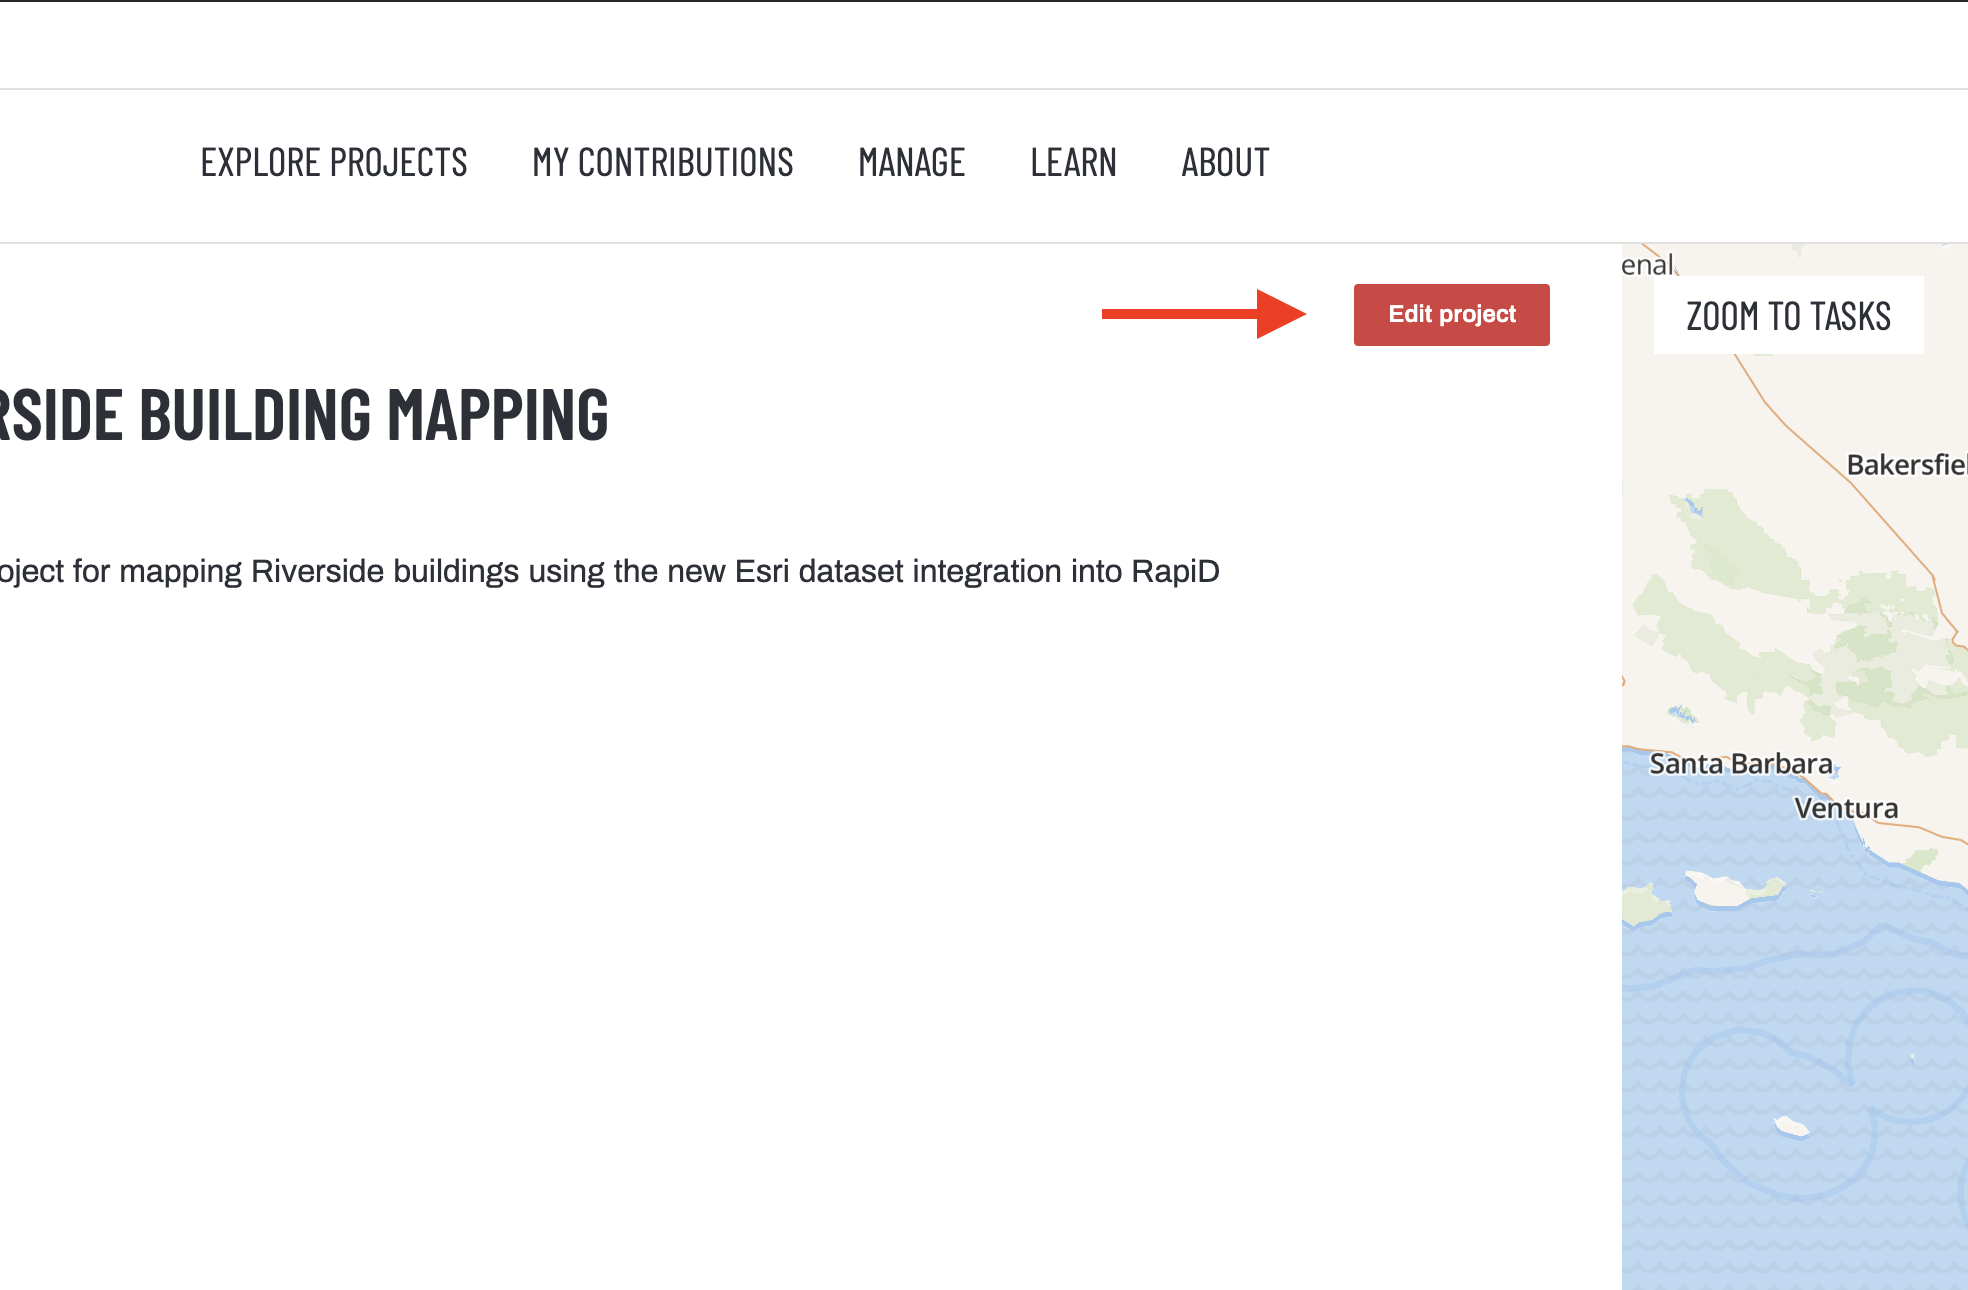 EXPLORE PROJECTS MY CONTRIBUTIONS MANAGE LEARN ABOUT
Edit project
RSIDE BUILDING MAPPING
oject for mapping Riverside buildings using the new Esri dataset integration into RapiD
enal
ZOOM TO TASKS
Bakersfiel
Santa Barbara
Ventura